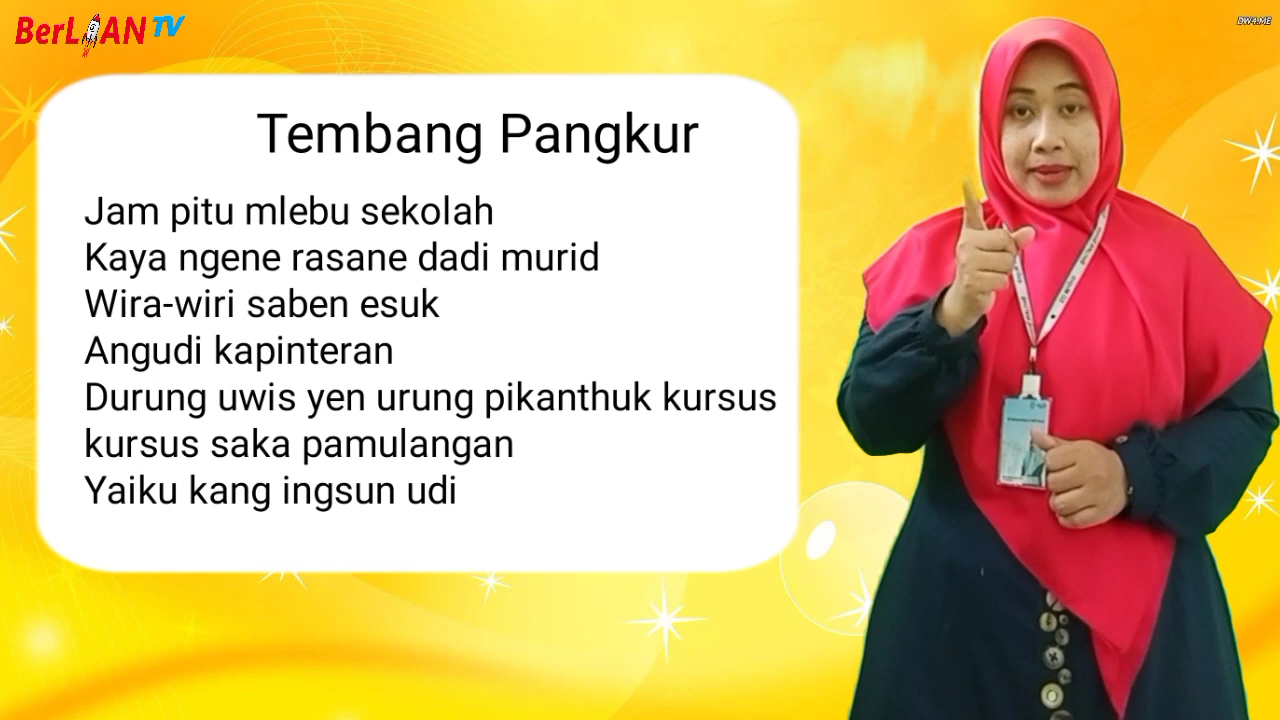 BerLIAN TV
DW4.ME
Tembang Pangkur
Jam pitu mlebu sekolah
Kaya ngene rasane dadi murid
Wira-wiri saben esuk
Angudi kapinteran
Durung uwis yen urung pikanthuk kursus
kursus saka pamulangan
Yaiku kang ingsun udi